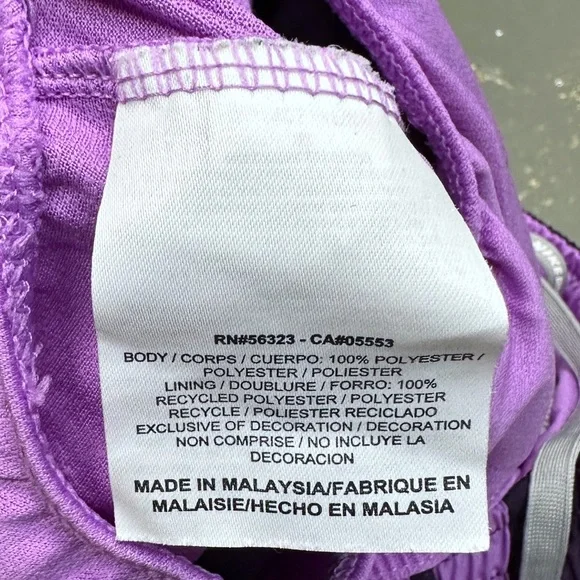 RN#56323 - CA#05553
BODY / CORPS / CUERPO: 100% POLYESTER /
POLYESTER / POLIESTER
LINING / DOUBLURE / FORRO: 100%
RECYCLED POLYESTER / POLYESTER
RECYCLE / POLIESTER RECICLADO
EXCLUSIVE OF DECORATION / DECORATION
NON COMPRISE / NO INCLUYE LA
DECORACION
MADE IN MALAYSIA/FABRIQUE EN
MALAISIE/HECHO EN MALASIA